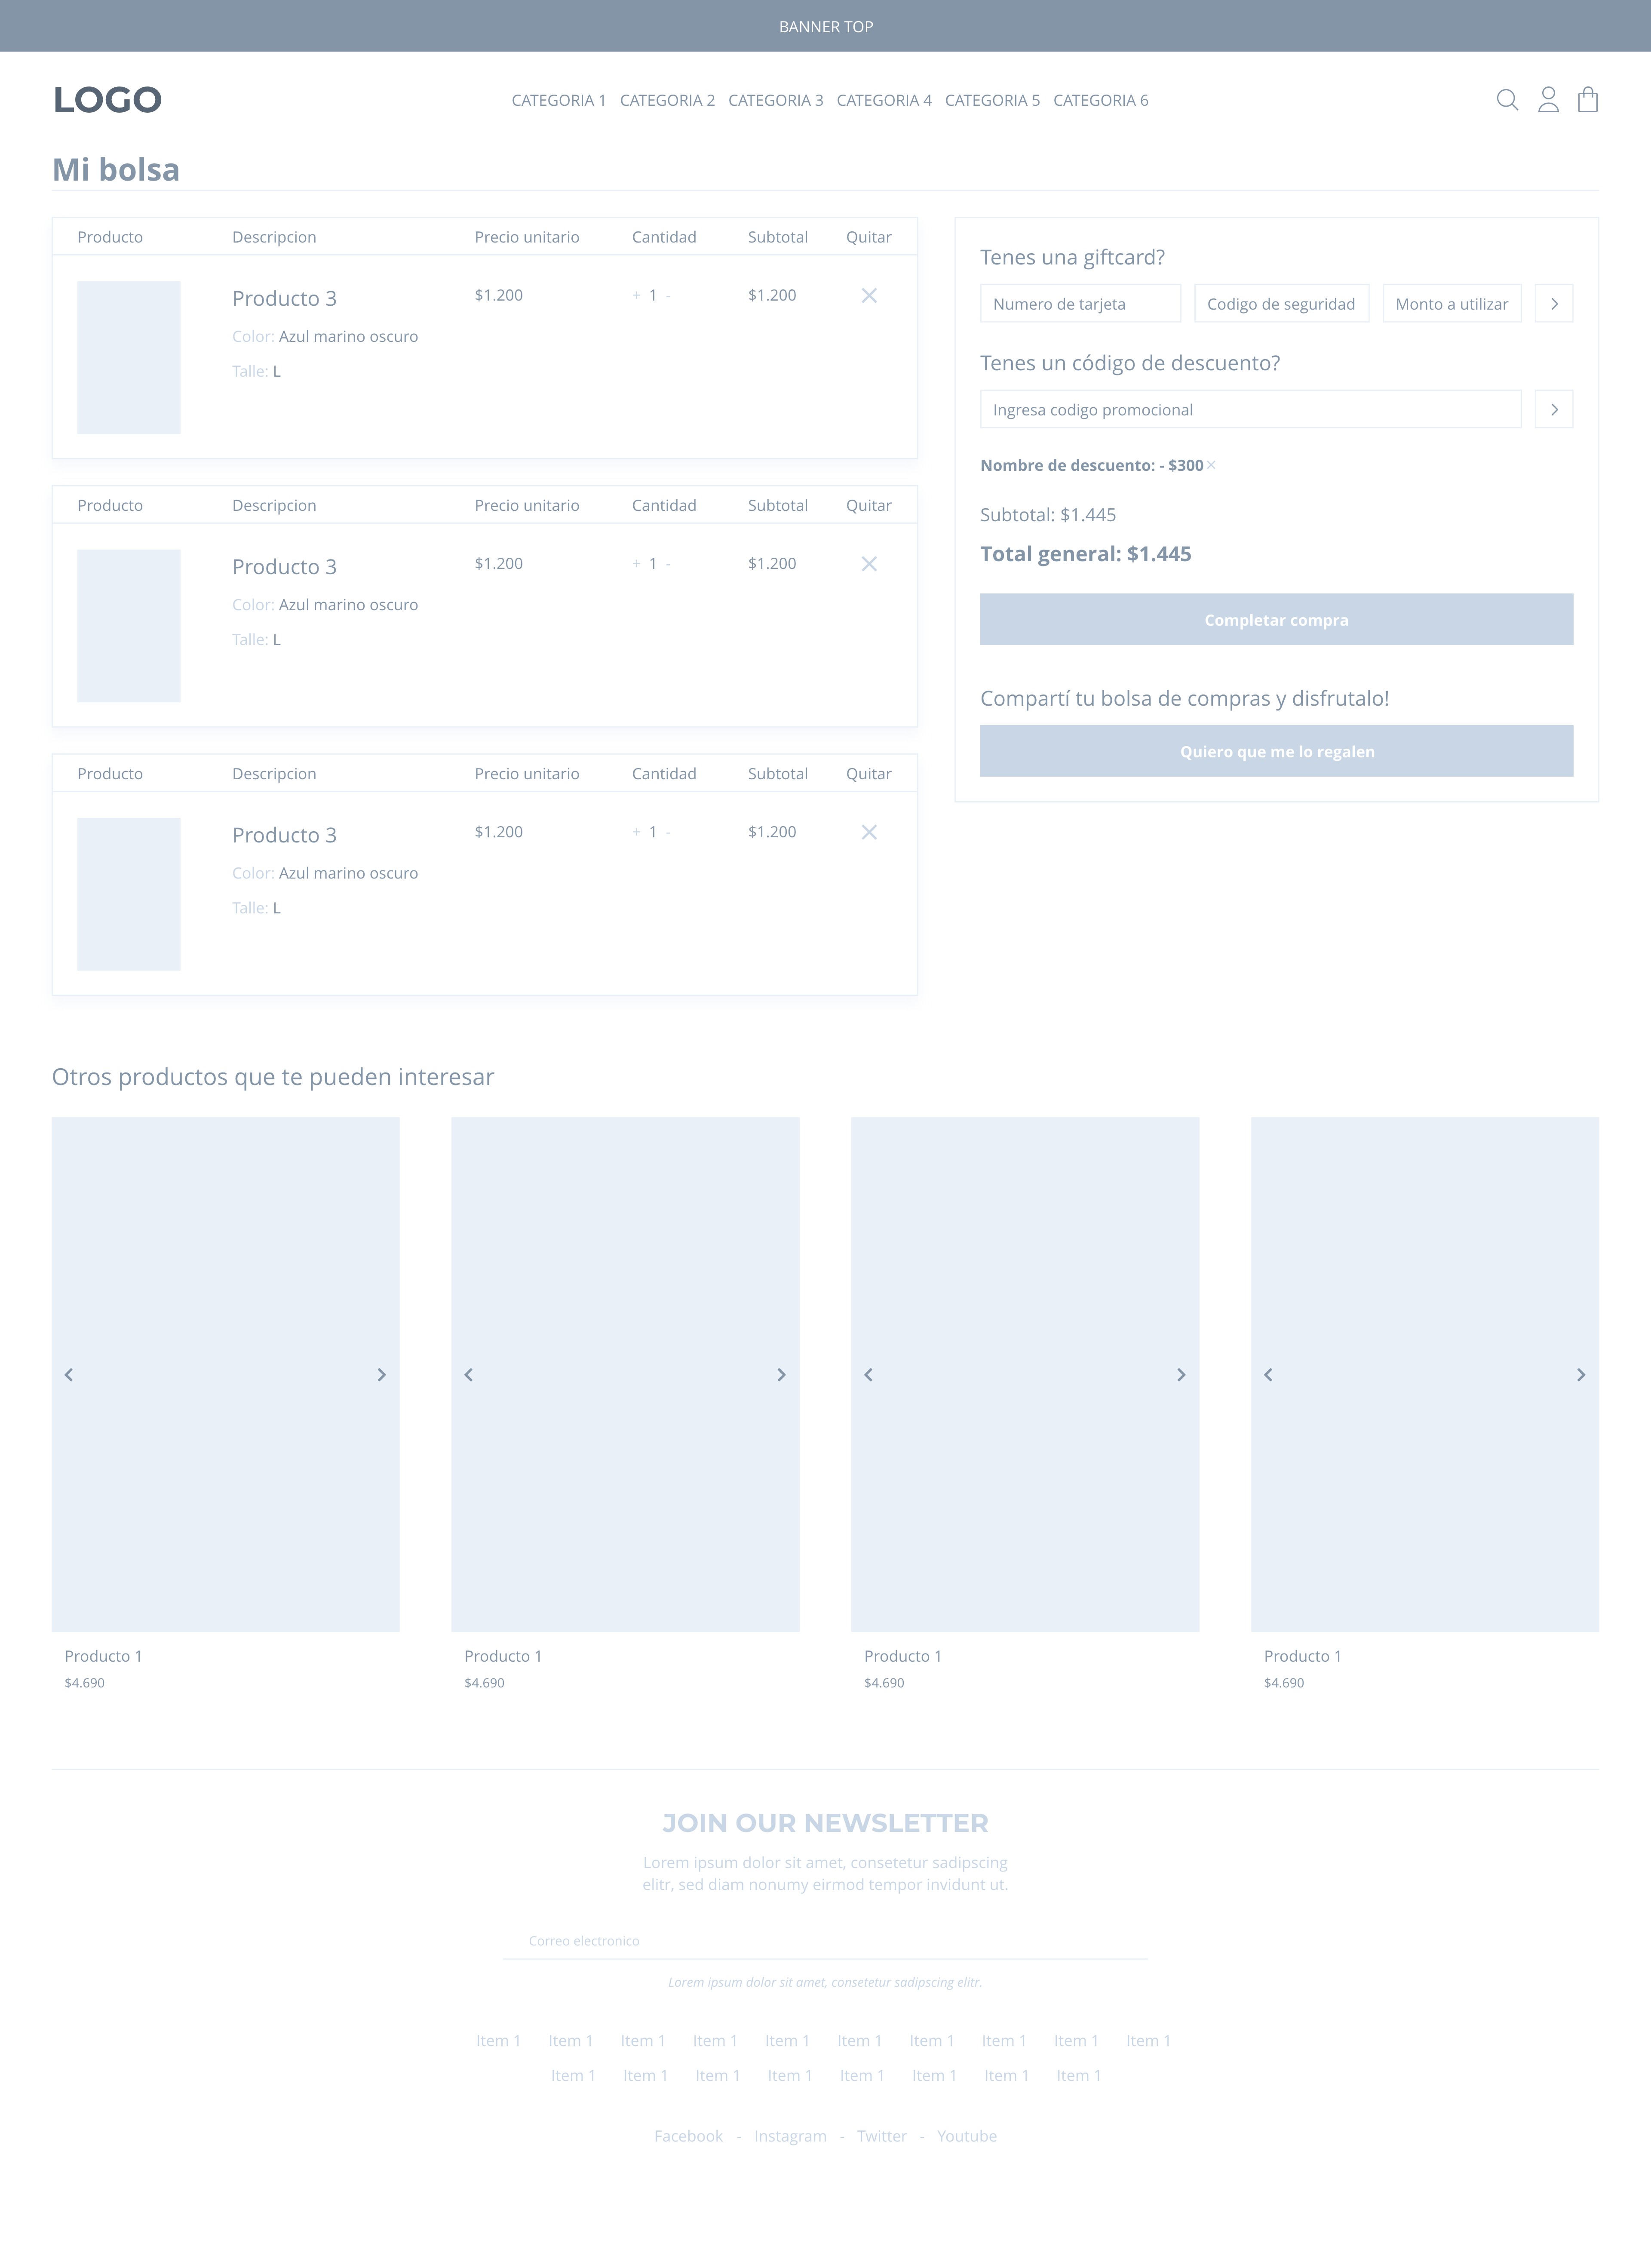 BANNER TOP
LOGO
CATEGORIA 1 CATEGORIA 2 CATEGORIA 3 CATEGORIA 4 CATEGORIA 5 CATEGORIA 6
Mi bolsa
Producto Descripcion Precio unitario Cantidad Subtotal Quitar
Producto 3 $1.200 + 1 - $1.200
Color: Azul marino oscuro
Talle: L
Producto Descripcion Precio unitario Cantidad Subtotal Quitar
Producto 3 $1.200 + 1 - $1.200
Color: Azul marino oscuro
Talle: L
Producto Descripcion Precio unitario Cantidad Subtotal Quitar
Producto 3 $1.200 + 1 - $1.200
Color: Azul marino oscuro
Talle: L
Tenes una giftcard?
Numero de tarjeta Codigo de seguridad Monto a utilizar
Tenes un código de descuento?
Ingresa codigo promocional
Nombre de descuento: - $300
Subtotal: $1.445
Total general: $1.445
Completar compra
Compartí tu bolsa de compras y disfrutalo!
Quiero que me lo regalen
Otros productos que te pueden interesar
Producto 1 Producto 1 Producto 1 Producto 1
$4.690 $4.690 $4.690 $4.690
JOIN OUR NEWSLETTER
Lorem ipsum dolor sit amet, consetetur sadipscing
elitr, sed diam nonumy eirmod tempor invidunt ut.
Correo electronico
Lorem ipsum dolor sit amet, consetetur sadipscing elitr.
Item 1 Item 1 Item 1 Item 1 Item 1 Item 1 Item 1 Item 1 Item 1 Item 1
Item 1 Item 1 Item 1 Item 1 Item 1 Item 1 Item 1 Item 1
Facebook - Instagram - Twitter - Youtube